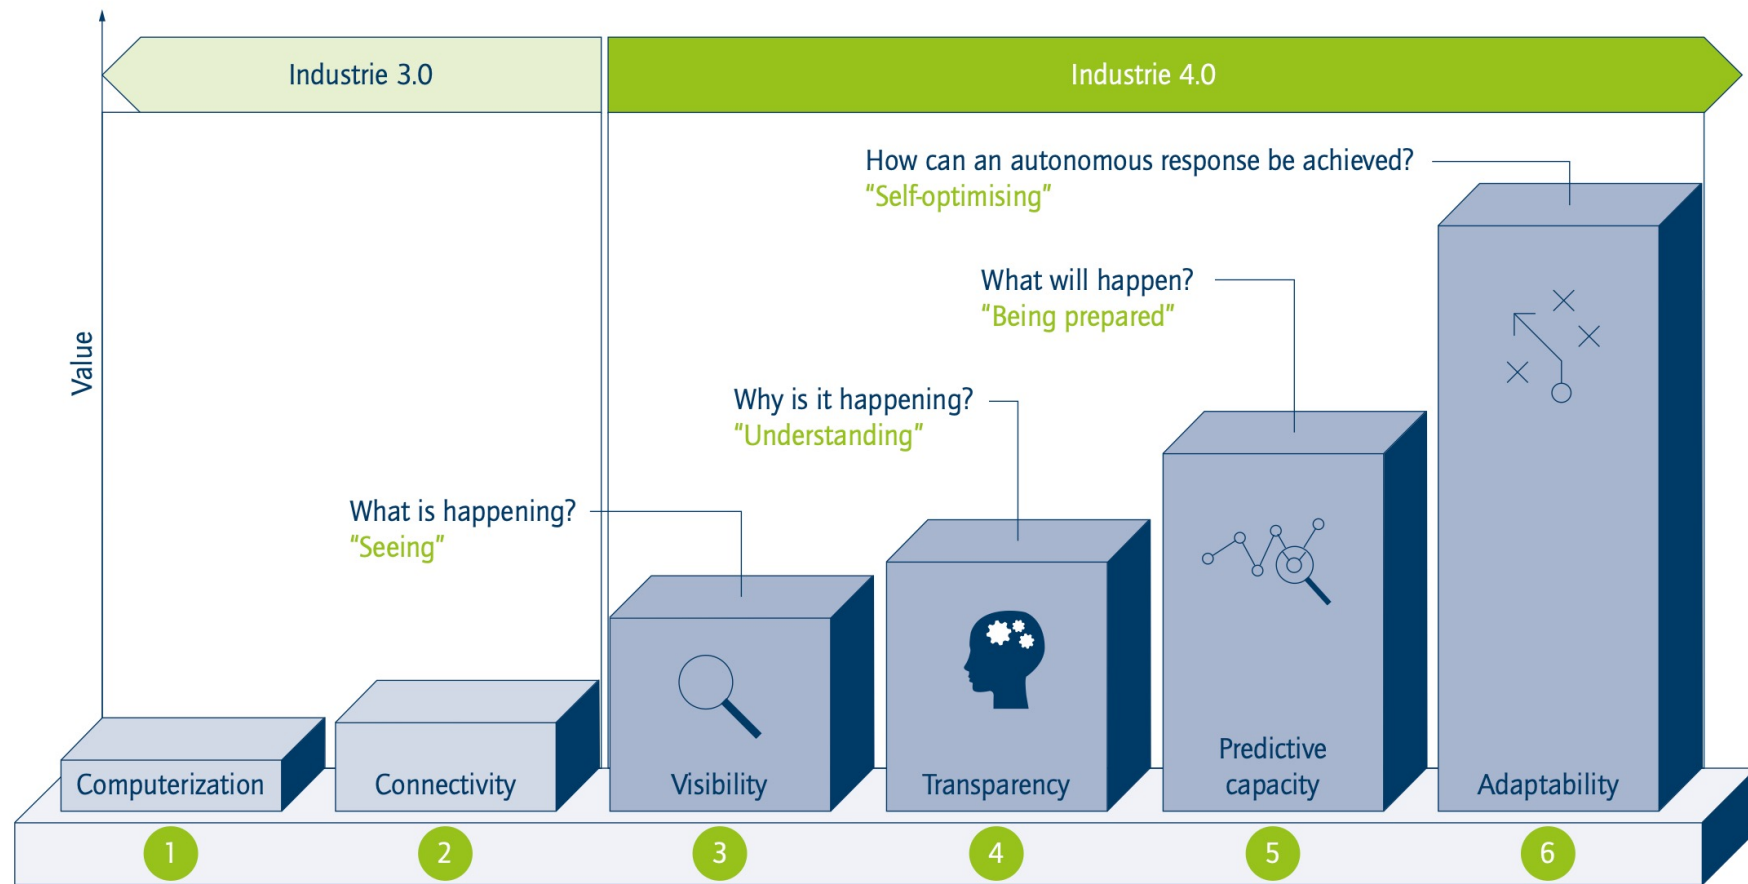 Industrie 3.0
Industrie 4.0
How can an autonomous response be achieved?
“Self-optimising”
What will happen?
“Being prepared”
Why is it happening?
“Understanding”
What is happening?
“Seeing”
Value
Computerization
Connectivity
Visibility
Transparency
Predictive
capacity
Adaptability
1
2
3
4
5
6